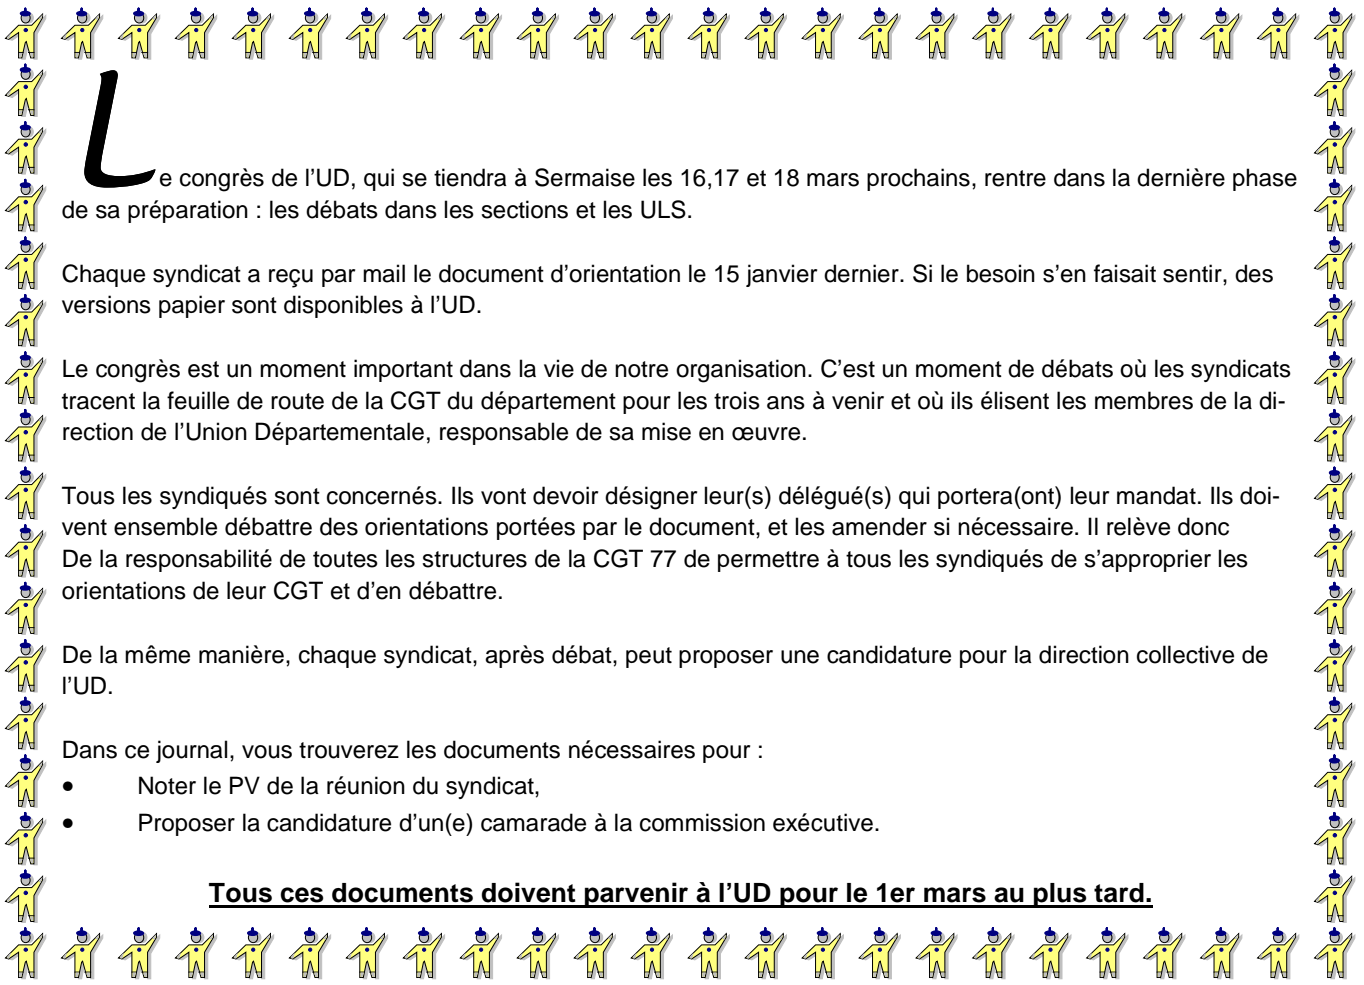 Le congrès de l’UD, qui se tiendra à Sermaise les 16,17 et 18 mars prochains, rentre dans la dernière phase
de sa préparation : les débats dans les sections et les ULS.
Chaque syndicat a reçu par mail le document d’orientation le 15 janvier dernier. Si le besoin s’en faisait sentir, des
versions papier sont disponibles à l’UD.
Le congrès est un moment important dans la vie de notre organisation. C’est un moment de débats où les syndicats
tracent la feuille de route de la CGT du département pour les trois ans à venir et où ils élisent les membres de la di-
rection de l’Union Départementale, responsable de sa mise en œuvre.
Tous les syndiqués sont concernés. Ils vont devoir désigner leur(s) délégué(s) qui portera(ont) leur mandat. Ils doi-
vent ensemble débattre des orientations portées par le document, et les amender si nécessaire. Il relève donc
De la responsabilité de toutes les structures de la CGT 77 de permettre à tous les syndiqués de s’approprier les
orientations de leur CGT et d’en débattre.
De la même manière, chaque syndicat, après débat, peut proposer une candidature pour la direction collective de
l’UD.
Dans ce journal, vous trouverez les documents nécessaires pour :
• Noter le PV de la réunion du syndicat,
• Proposer la candidature d’un(e) camarade à la commission exécutive.
Tous ces documents doivent parvenir à l’UD pour le 1er mars au plus tard.